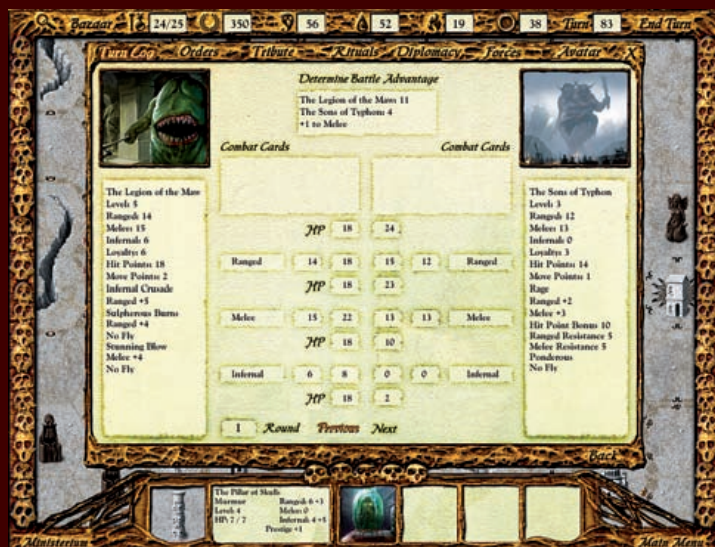 Bazaar 24/25 350 56 52 19 38 Turn 83 End Turn
Turn Log Orders Tribute Rituals Diplomacy Forces Avatar X
Determine Battle Advantage
The Legion of the Maw: 11
The Sons of Typhon: 4
+1 to Melee
Combat Cards Combat Cards
The Legion of the Maw
Level: 5
Ranged: 14
Melee: 15
Infernal: 6
Loyalty: 6
Hit Points: 18
Move Points: 2
Infernal Crusade
Ranged +5
Sulpherous Burns
Ranged +4
No Fly
Stunning Blow
Melee +4
No Fly
HP 18 24
Ranged 14 18 15 12 Ranged
HP 18 23
Melee 15 22 13 13 Melee
HP 18 10
Infernal 6 8 0 0 Infernal
HP 18 2
1 Round Previous Next
The Sons of Typhon
Level: 3
Ranged: 12
Melee: 13
Infernal: 0
Loyalty: 3
Hit Points: 14
Move Points: 1
Rage
Ranged +2
Melee +3
Hit Point Bonus 10
Ranged Resistance 5
Melee Resistance 5
Ponderous
No Fly
Back
The Pillar of Skulls
Murmur Ranged: 6 +3
Level: 4 Melee: 0
HP: 7 / 7 Infernal: 4 +5
Prestige +1
Ministerium Main Menu